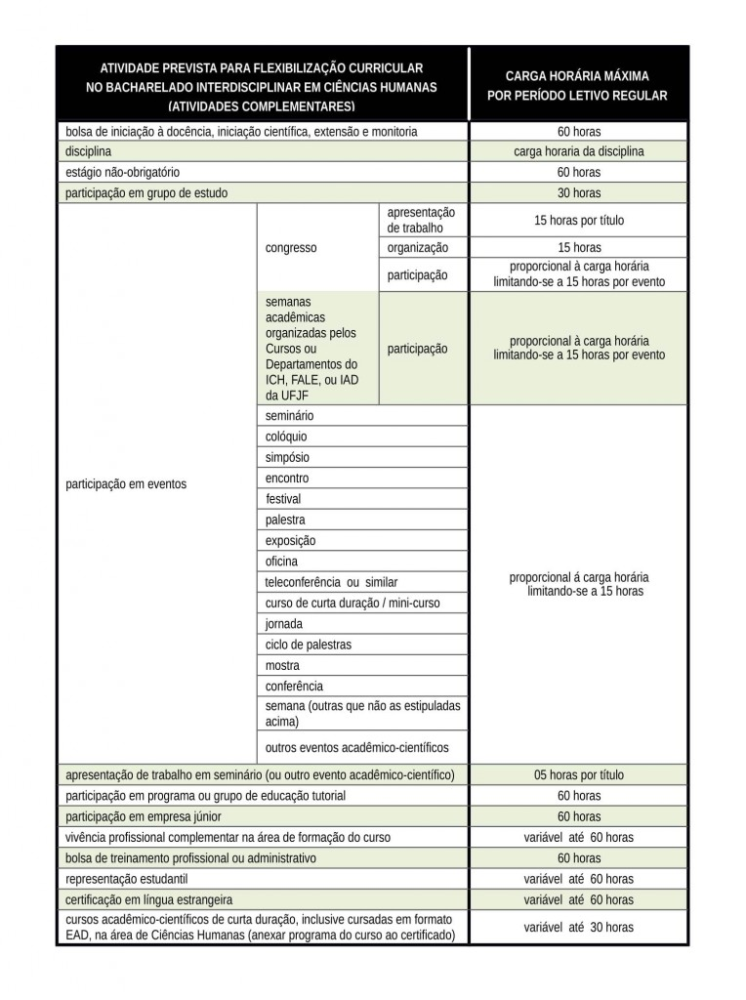 ATIVIDADE PREVISTA PARA FLEXIBILIZAÇÃO CURRICULAR
NO BACHARELADO INTERDISCIPLINAR EM CIÊNCIAS HUMANAS
(ATIVIDADES COMPLEMENTARES)
CARGA HORÁRIA MÁXIMA
POR PERÍODO LETIVO REGULAR
bolsa de iniciação à docência, iniciação científica, extensão e monitoria
60 horas
disciplina
carga horaria da disciplina
estágio não-obrigatório
60 horas
participação em grupo de estudo
30 horas
participação em eventos
congresso
apresentação
de trabalho
15 horas por título
organização
15 horas
participação
proporcional à carga horária
limitando-se a 15 horas por evento
semanas
acadêmicas
organizadas pelos
Cursos ou
Departamentos do
ICH, FALE, ou IAD
da UFJF
participação
proporcional à carga horária
limitando-se a 15 horas por evento
seminário
colóquio
simpósio
encontro
festival
palestra
exposição
oficina
teleconferência ou similar
curso de curta duração / mini-curso
jornada
ciclo de palestras
mostra
conferência
semana (outras que não as estipuladas
acima)
outros eventos acadêmico-científicos
proporcional á carga horária
limitando-se a 15 horas
apresentação de trabalho em seminário (ou outro evento acadêmico-científico)
05 horas por título
participação em programa ou grupo de educação tutorial
60 horas
participação em empresa júnior
60 horas
vivência profissional complementar na área de formação do curso
variável até 60 horas
bolsa de treinamento profissional ou administrativo
60 horas
representação estudantil
variável até 60 horas
certificação em língua estrangeira
variável até 60 horas
cursos acadêmico-científicos de curta duração, inclusive cursadas em formato
EAD, na área de Ciências Humanas (anexar programa do curso ao certificado)
variável até 30 horas